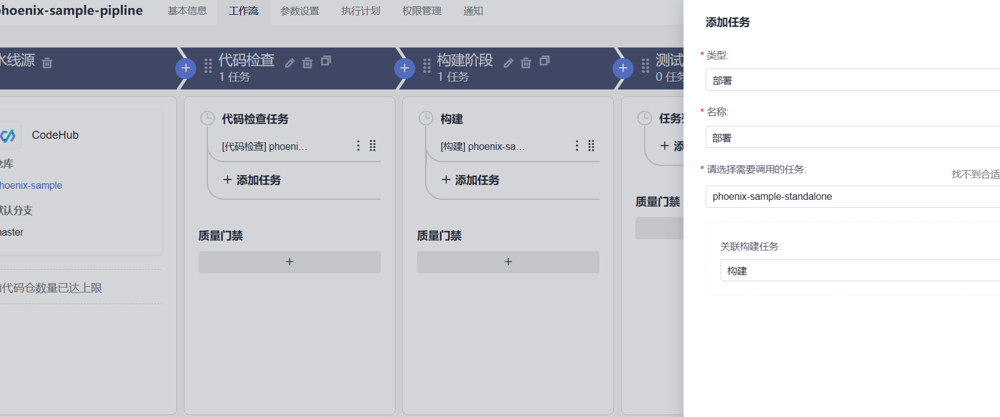 phoenix-sample-pipline
基本信息
工作流
参数设置
执行计划
权限管理
通知
水线源
代码检查
1 任务
构建阶段
1 任务
测试
0 任务
CodeHub
仓库
phoenix-sample
默认分支
master
代码仓数量已达上限
代码检查任务
[代码检查] phoeni...
添加任务
质量门禁
构建
[构建] phoenix-sa...
添加任务
质量门禁
任务
添
质量门禁
添加任务
* 类型:
部署
* 名称:
部署
* 请选择需要调用的任务:
找不到合适
phoenix-sample-standalone
关联构建任务:
构建